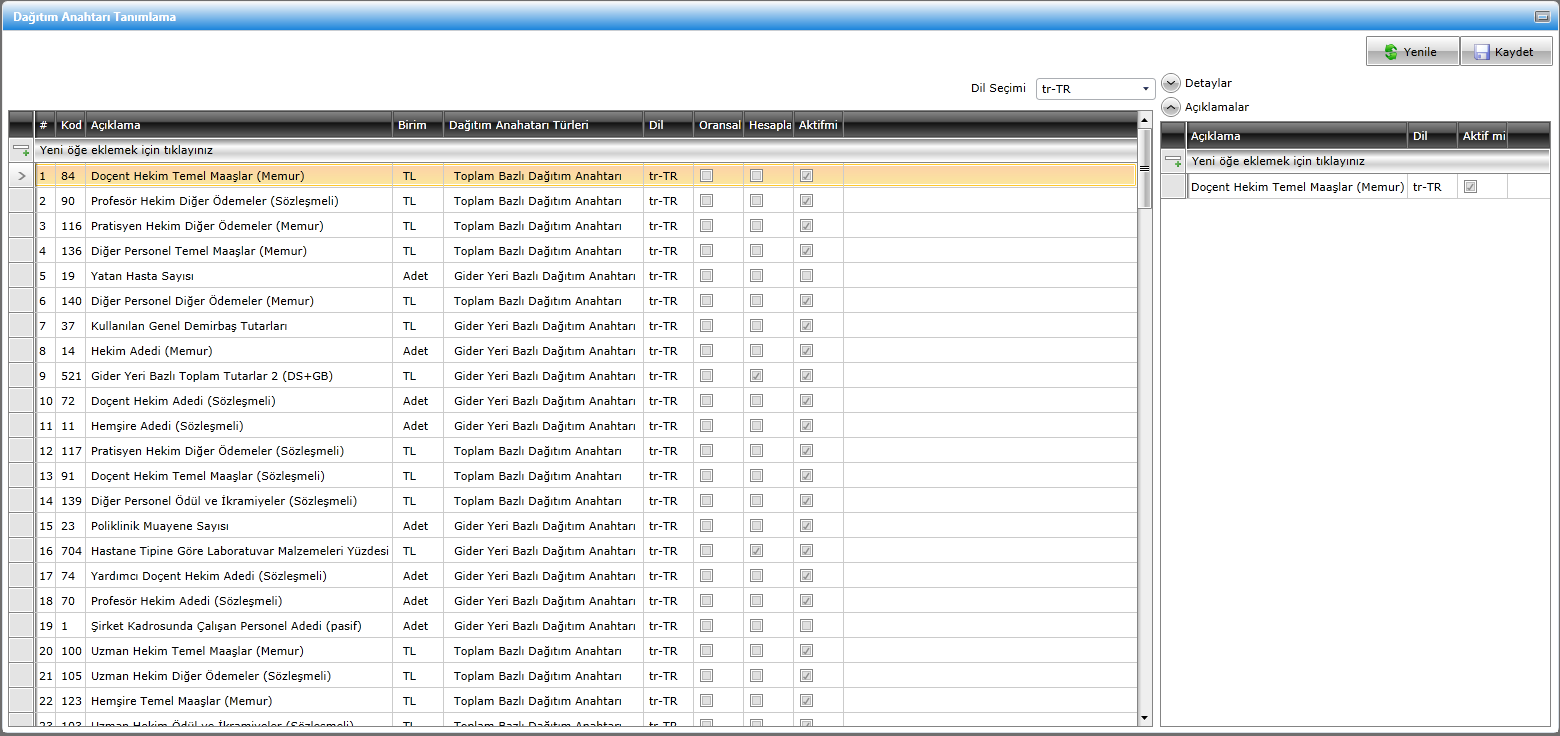 Dağıtım Anahtarı Tanımlama
Yenile Kaydet
Dil Seçimi tr-TR Detaylar
Açıklamalar
# Kod Açıklama Birim Dağıtım Anahatarı Türleri Dil Oransal Hesapla Aktifmi
Yeni öğe eklemek için tıklayınız
1 84 Doçent Hekim Temel Maaşlar (Memur) TL Toplam Bazlı Dağıtım Anahtarı tr-TR
2 90 Profesör Hekim Diğer Ödemeler (Sözleşmeli) TL Toplam Bazlı Dağıtım Anahtarı tr-TR
3 116 Pratisyen Hekim Diğer Ödemeler (Memur) TL Toplam Bazlı Dağıtım Anahtarı tr-TR
4 136 Diğer Personel Temel Maaşlar (Memur) TL Toplam Bazlı Dağıtım Anahtarı tr-TR
5 19 Yatan Hasta Sayısı Adet Gider Yeri Bazlı Dağıtım Anahtarı tr-TR
6 140 Diğer Personel Diğer Ödemeler (Memur) TL Toplam Bazlı Dağıtım Anahtarı tr-TR
7 37 Kullanılan Genel Demirbaş Tutarları TL Gider Yeri Bazlı Dağıtım Anahtarı tr-TR
8 14 Hekim Adedi (Memur) Adet Gider Yeri Bazlı Dağıtım Anahtarı tr-TR
9 521 Gider Yeri Bazlı Toplam Tutarlar 2 (DS+GB) TL Gider Yeri Bazlı Dağıtım Anahtarı tr-TR
10 72 Doçent Hekim Adedi (Sözleşmeli) Adet Gider Yeri Bazlı Dağıtım Anahtarı tr-TR
11 11 Hemşire Adedi (Sözleşmeli) Adet Gider Yeri Bazlı Dağıtım Anahtarı tr-TR
12 117 Pratisyen Hekim Diğer Ödemeler (Sözleşmeli) TL Toplam Bazlı Dağıtım Anahtarı tr-TR
13 91 Doçent Hekim Temel Maaşlar (Sözleşmeli) TL Toplam Bazlı Dağıtım Anahtarı tr-TR
14 139 Diğer Personel Ödül ve İkramiyeler (Sözleşmeli) TL Toplam Bazlı Dağıtım Anahtarı tr-TR
15 23 Poliklinik Muayene Sayısı Adet Gider Yeri Bazlı Dağıtım Anahtarı tr-TR
16 704 Hastane Tipine Göre Laboratuvar Malzemeleri Yüzdesi TL Gider Yeri Bazlı Dağıtım Anahtarı tr-TR
17 74 Yardımcı Doçent Hekim Adedi (Sözleşmeli) Adet Gider Yeri Bazlı Dağıtım Anahtarı tr-TR
18 70 Profesör Hekim Adedi (Sözleşmeli) Adet Gider Yeri Bazlı Dağıtım Anahtarı tr-TR
19 1 Şirket Kadrosunda Çalışan Personel Adedi (pasif) Adet Gider Yeri Bazlı Dağıtım Anahtarı tr-TR
20 100 Uzman Hekim Temel Maaşlar (Memur) TL Toplam Bazlı Dağıtım Anahtarı tr-TR
21 105 Uzman Hekim Diğer Ödemeler (Sözleşmeli) TL Toplam Bazlı Dağıtım Anahtarı tr-TR
22 123 Hemşire Temel Maaşlar (Memur) TL Toplam Bazlı Dağıtım Anahtarı tr-TR
23 103 Uzman Hekim Ödül ve İkramiyeler (Sözleşmeli) TL Toplam Bazlı Dağıtım Anahtarı tr-TR
Açıklama Dil Aktif mi
Yeni öğe eklemek için tıklayınız
Doçent Hekim Temel Maaşlar (Memur) tr-TR